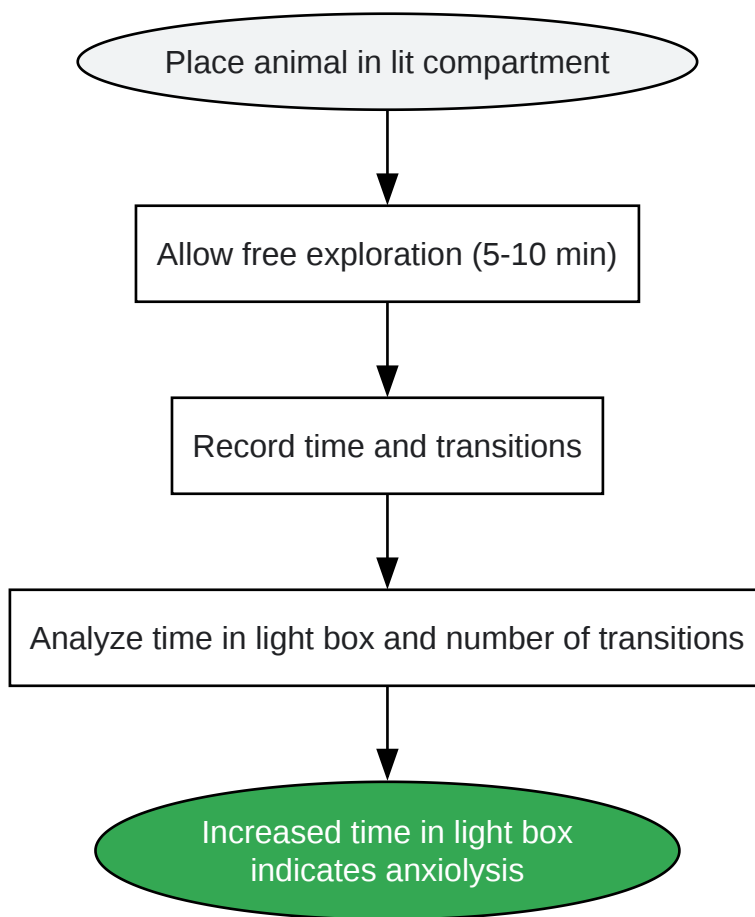 Place animal in lit compartment
Allow free exploration (5-10 min)
Record time and transitions
Analyze time in light box and number of transitions
Increased time in light box
indicates anxiolysis